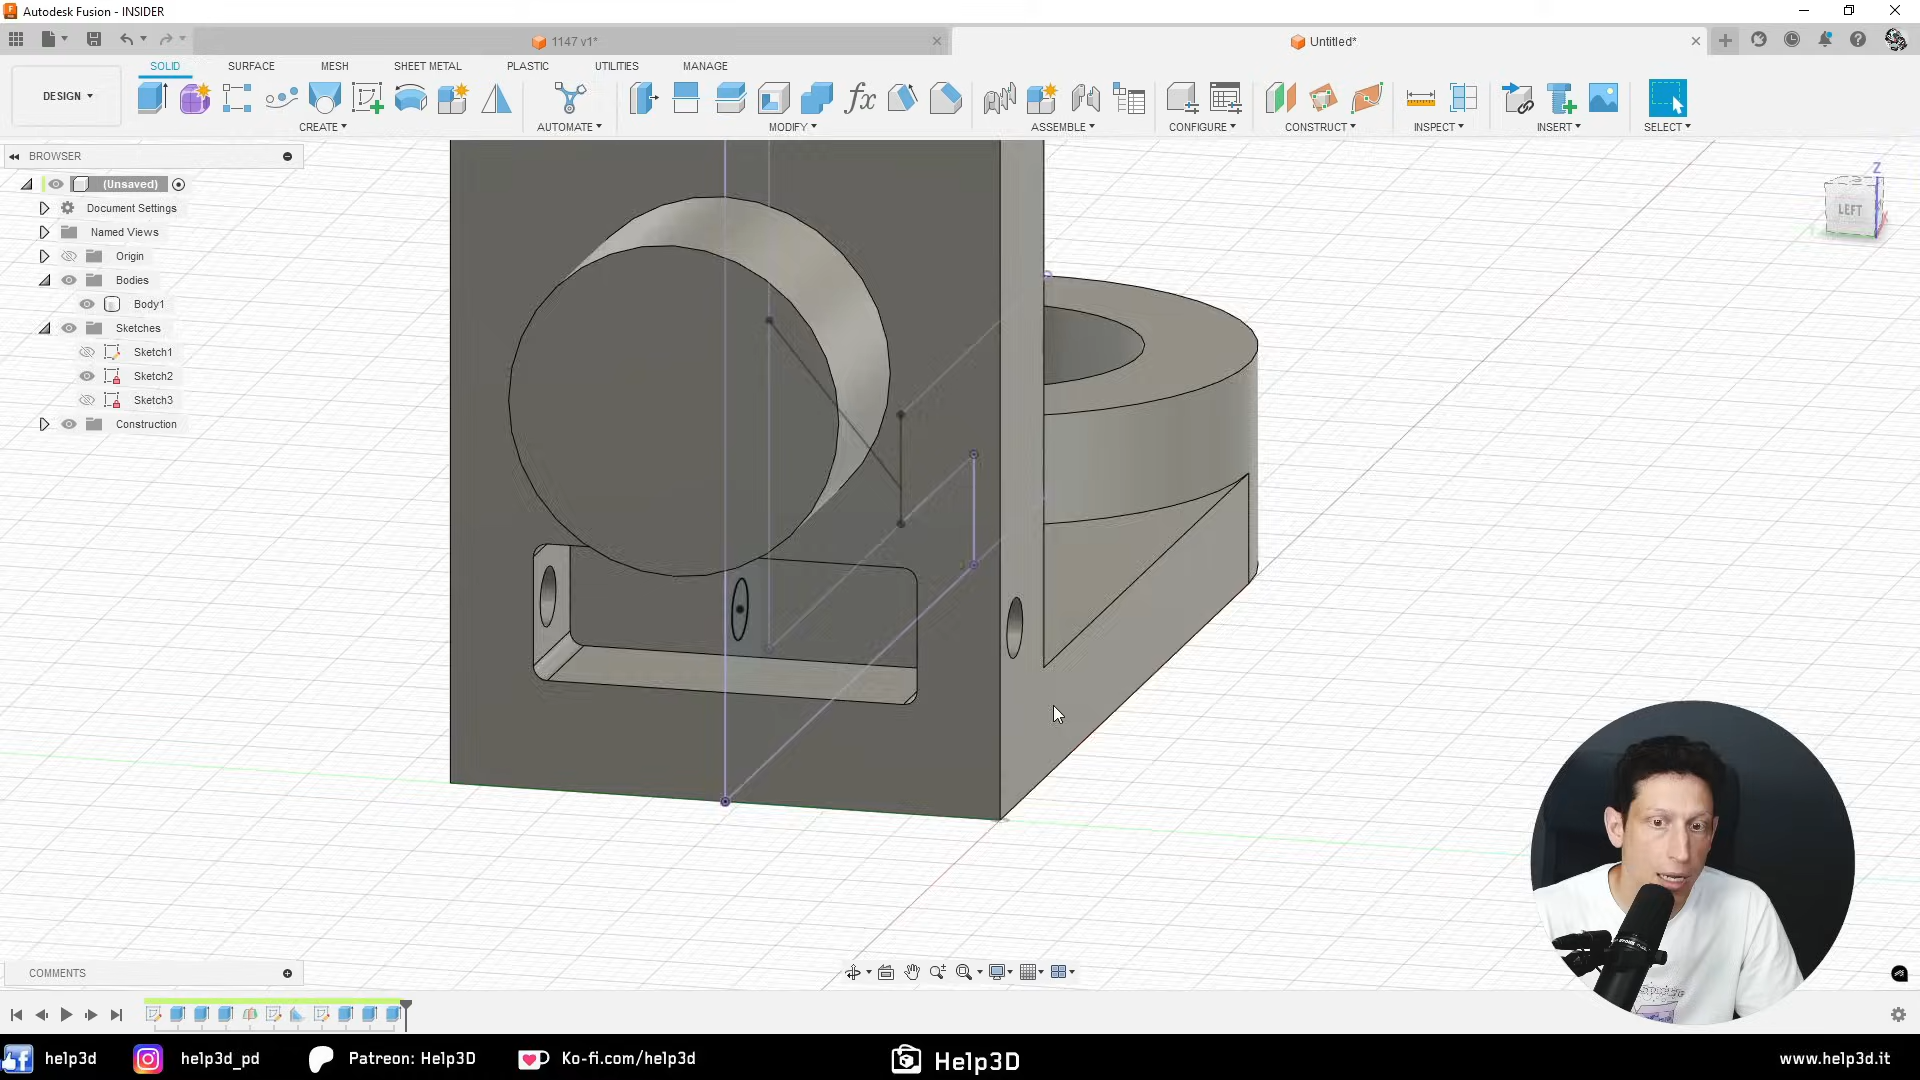 Autodesk Fusion - INSIDER
1147 v1*
Untitled*
DESIGN
SOLID
SURFACE
MESH
SHEET METAL
PLASTIC
UTILITIES
MANAGE
CREATE
AUTOMATE
MODIFY
ASSEMBLE
CONFIGURE
CONSTRUCT
INSPECT
INSERT
SELECT
BROWSER
(Unsaved)
Document Settings
Named Views
Origin
Bodies
Body1
Sketches
Sketch1
Sketch2
Sketch3
Construction
Z
LEFT
COMMENTS
help3d
help3d_pd
Patreon: Help3D
Ko-fi.com/help3d
Help3D
www.help3d.it